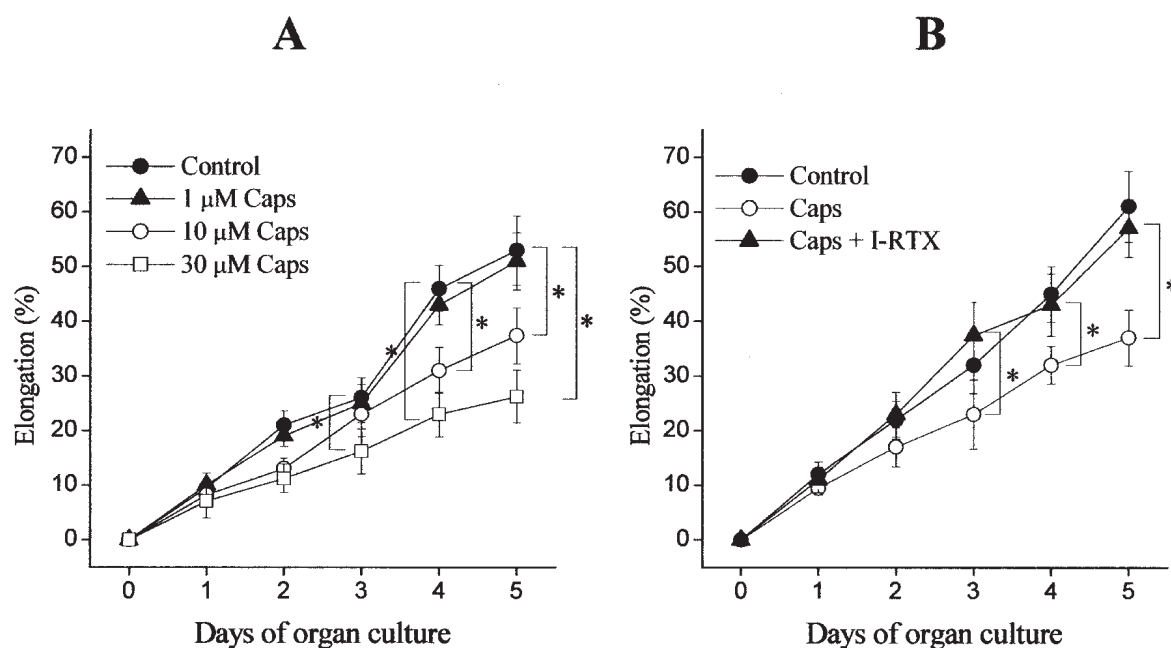 A
B
Control
1 μM Caps
10 μM Caps
30 μM Caps
Control
Caps
Caps + I-RTX
Elongation (%)
70
60
50
40
30
20
10
0
* * * * *
0 1 2 3 4 5
Days of organ culture
Elongation (%)
70
60
50
40
30
20
10
0
* * *
0 1 2 3 4 5
Days of organ culture